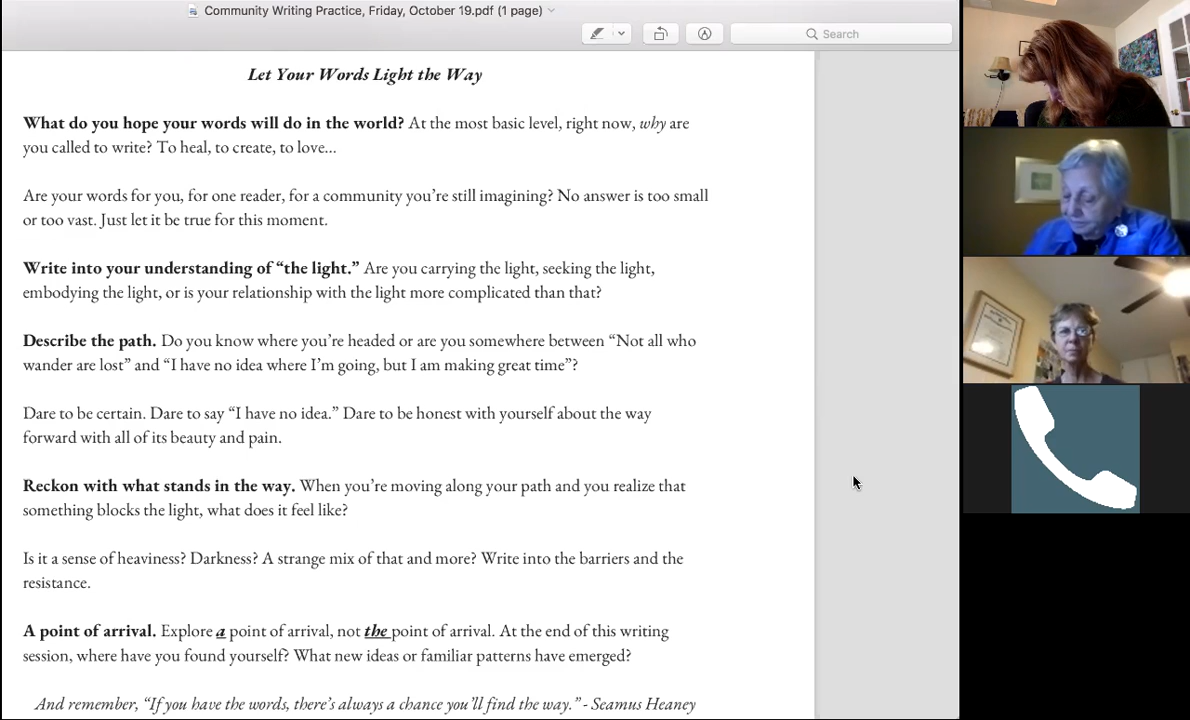 Community Writing Practice, Friday, October 19.pdf (1 page)
Search
Let Your Words Light the Way
What do you hope your words will do in the world? At the most basic level, right now, why are
you called to write? To heal, to create, to love...
Are your words for you, for one reader, for a community you're still imagining? No answer is too small
or too vast. Just let it be true for this moment.
Write into your understanding of “the light.” Are you carrying the light, seeking the light,
embodying the light, or is your relationship with the light more complicated than that?
Describe the path. Do you know where you're headed or are you somewhere between “Not all who
wander are lost” and “I have no idea where I'm going, but I am making great time”?
Dare to be certain. Dare to say “I have no idea.” Dare to be honest with yourself about the way
forward with all of its beauty and pain.
Reckon with what stands in the way. When you're moving along your path and you realize that
something blocks the light, what does it feel like?
Is it a sense of heaviness? Darkness? A strange mix of that and more? Write into the barriers and the
resistance.
A point of arrival. Explore a point of arrival, not the point of arrival. At the end of this writing
session, where have you found yourself? What new ideas or familiar patterns have emerged?
And remember, “If you have the words, there's always a chance you'll find the way.” - Seamus Heaney